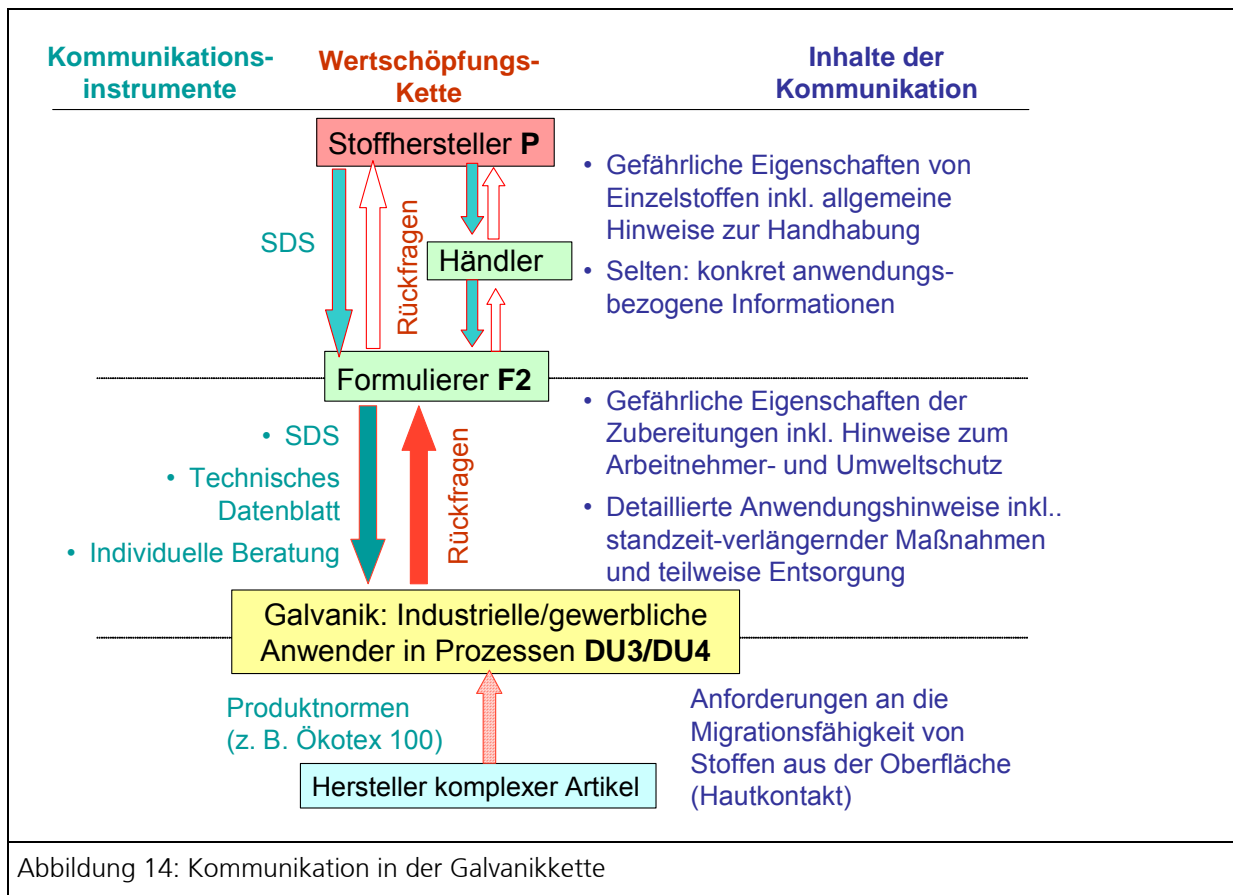 Kommunikations-
instrumente
Wertschöpfungs-
Kette
Inhalte der
Kommunikation
Stoffhersteller P
SDS
Rückfragen
Händler
• Gefährliche Eigenschaften von
Einzelstoffen inkl. allgemeine
Hinweise zur Handhabung
• Selten: konkret anwendungs-
bezogene Informationen
Formulierer F2
• SDS
• Technisches
Datenblatt
• Individuelle Beratung
Rückfragen
• Gefährliche Eigenschaften der
Zubereitungen inkl. Hinweise zum
Arbeitnehmer- und Umweltschutz
• Detaillierte Anwendungshinweise inkl..
standzeit-verlängernder Maßnahmen
und teilweise Entsorgung
Galvanik: Industrielle/gewerbliche
Anwender in Prozessen DU3/DU4
Produktnormen
(z. B. Ökotex 100)
Anforderungen an die
Migrationsfähigkeit von
Stoffen aus der Oberfläche
(Hautkontakt)
Hersteller komplexer Artikel
Abbildung 14: Kommunikation in der Galvanikkette